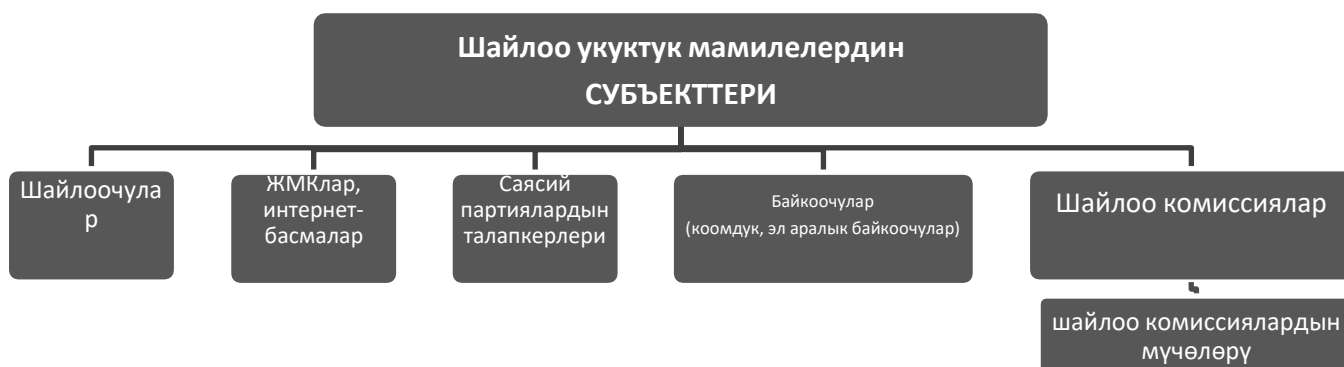 Шайлоо укуктук мамилелердин
СУБЪЕКТТЕРИ
Шайлоочула
р
ЖМКлар,
интернет-
басмалар
Саясий
партиялардын
талапкерлери
Байкоочулар
(коомдук, эл аралык байкоочулар)
Шайлоо комиссиялар
шайлоо комиссиялардын
мүчөлөрү